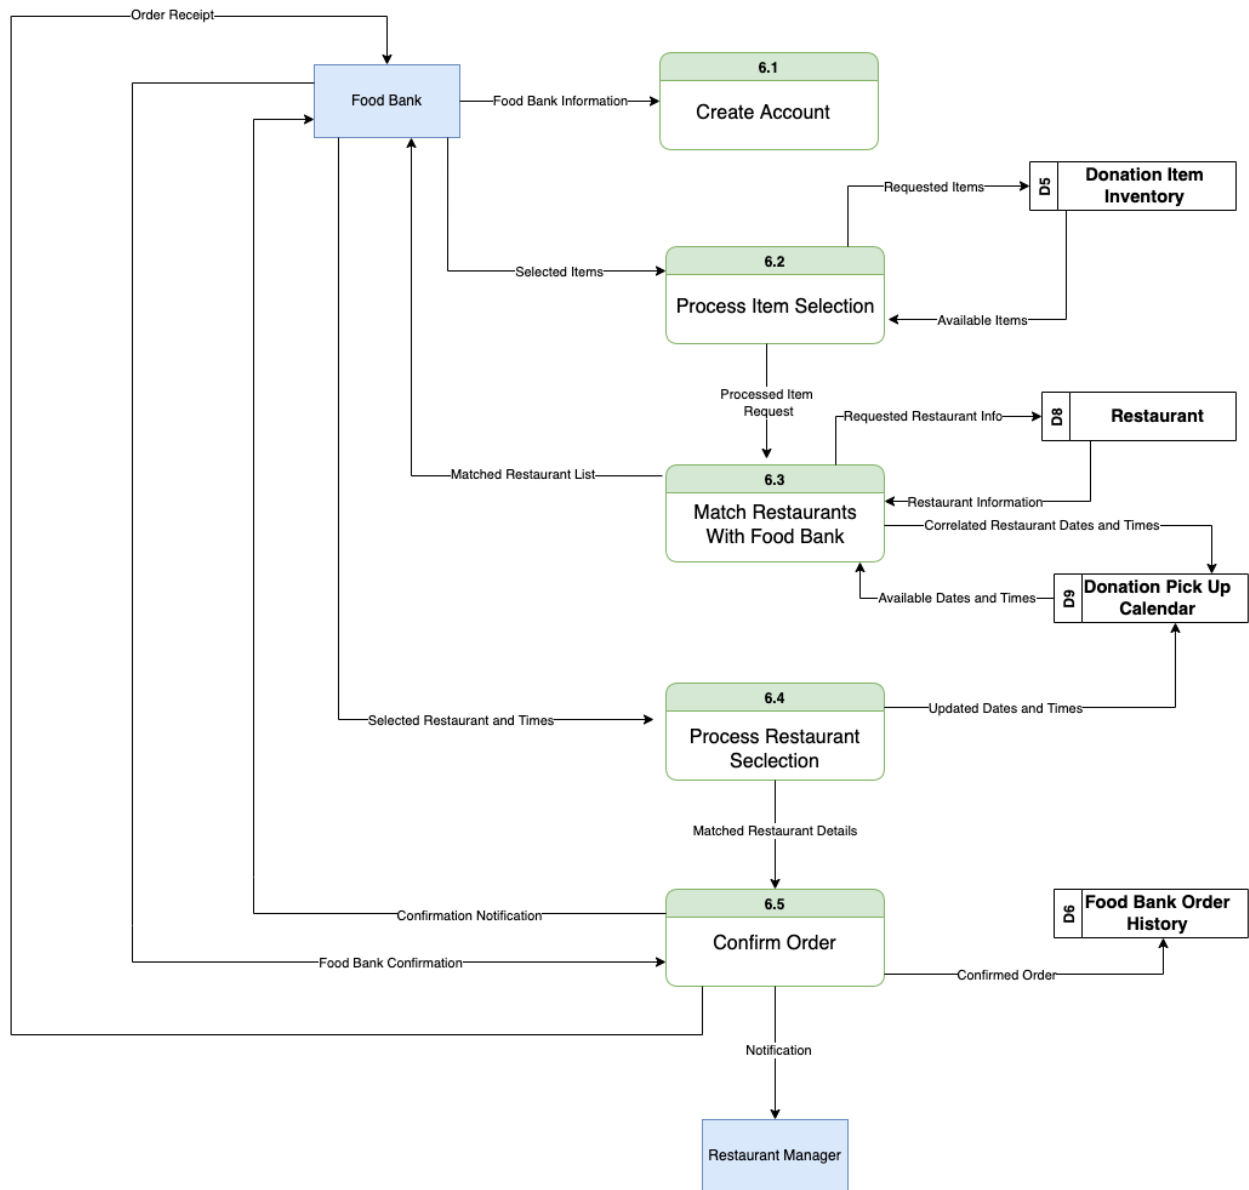 Order Receipt
6.1
Food Bank
Food Bank Information
Create Account
D5
Donation Item
Inventory
Requested Items
6.2
Selected Items
Process Item Selection
Available Items
Processed Item
Request
Requested Restaurant Info
D8
Restaurant
Matched Restaurant List
6.3
Restaurant Information
Match Restaurants
With Food Bank
Correlated Restaurant Dates and Times
Available Dates and Times
D9
Donation Pick Up
Calendar
6.4
Selected Restaurant and Times
Updated Dates and Times
Process Restaurant
Seclection
Matched Restaurant Details
6.5
Confirmation Notification
Confirm Order
D6
Food Bank Order
History
Food Bank Confirmation
Confirmed Order
Notification
Restaurant Manager